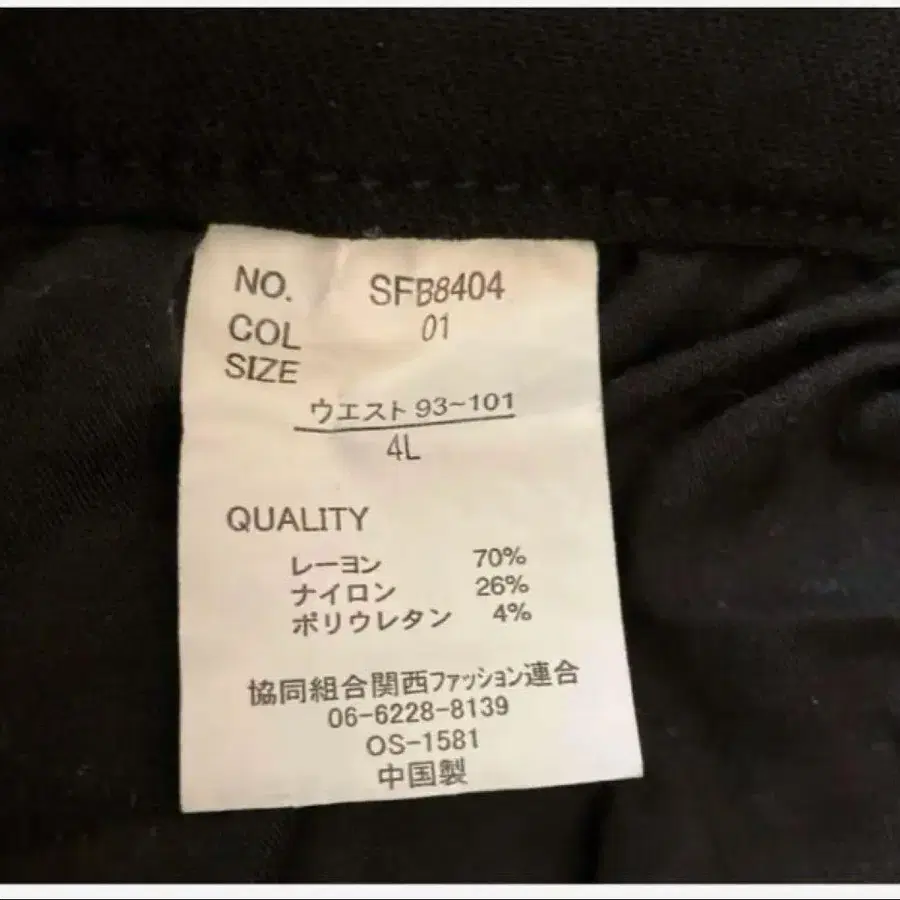 NO. SFB8404
COL 01
SIZE
ウエスト 93~101
4L
QUALITY
レーヨン 70%
ナイロン 26%
ポリウレタン 4%
協同組合関西ファッション連合
06-6228-8139
OS-1581
中国製